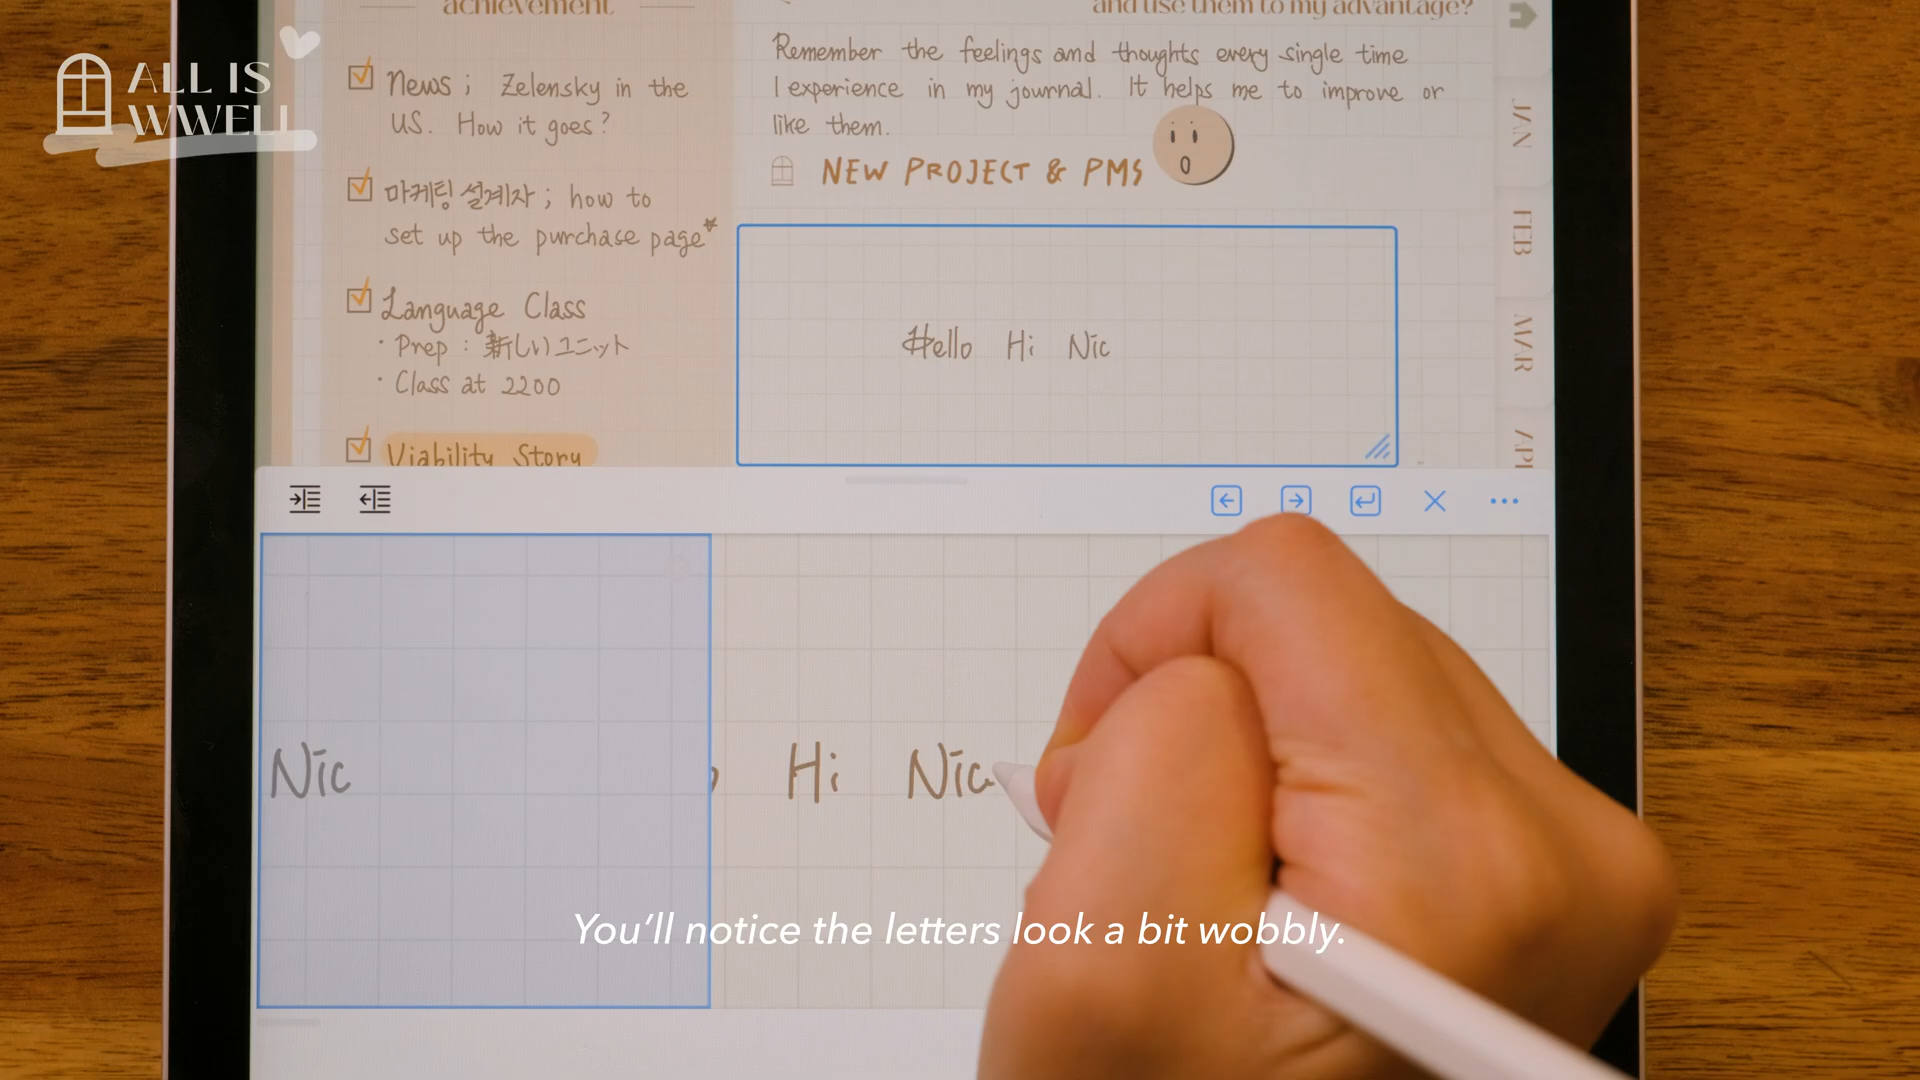 ALL IS
WWELL
achievement
News ; Zelensky in the
US. How it goes?
마케팅 설계자 ; how to
set up the purchase page*
Language Class
· Prep : 新しいユニット
· Class at 2200
Viability Story
and use them to my advantage?
Remember the feelings and thoughts every single time
I experience in my journal. It helps me to improve or
like them.
NEW PROJECT & PMS
Hello Hi Nic
JAN
FEB
MAR
Nic
Hi Nic
You'll notice the letters look a bit wobbly.